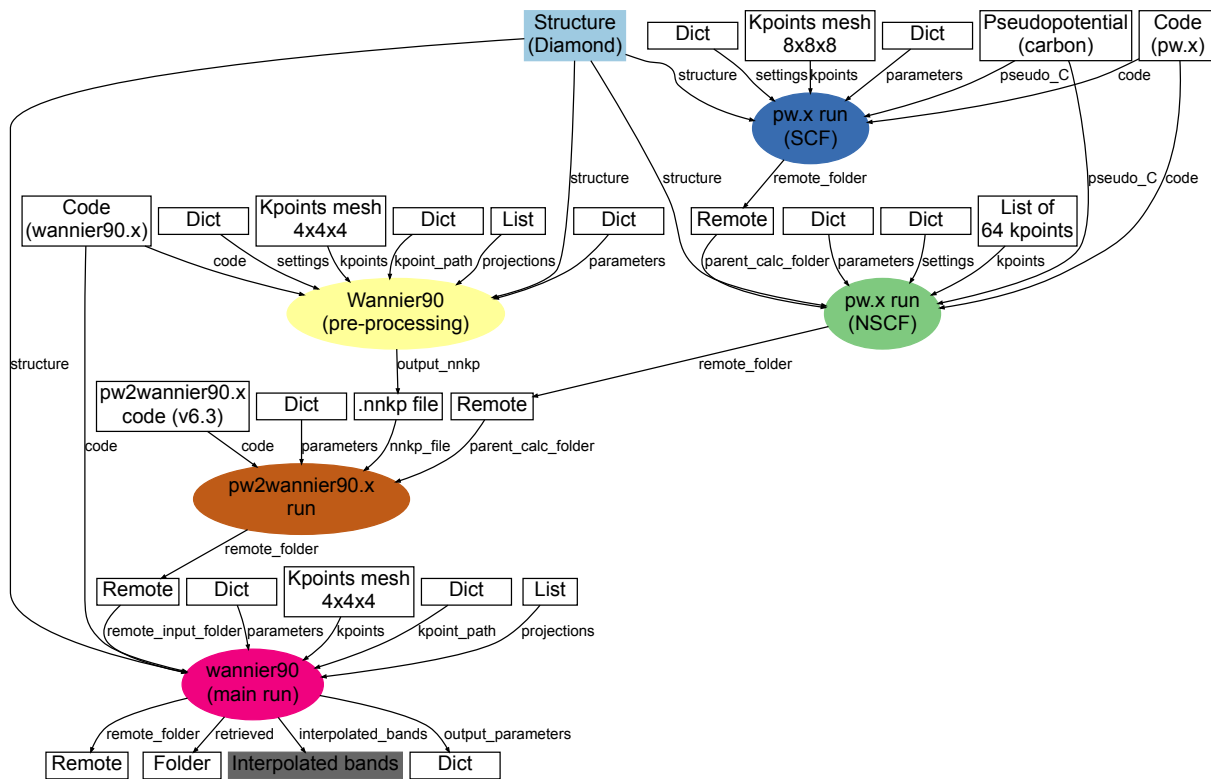 Structure
(Diamond)
Dict
Kpoints mesh
8x8x8
Dict
Pseudopotential
(carbon)
Code
(pw.x)
structure
settings
kpoints
parameters
pseudo_C
code
pw.x run
(SCF)
structure
structure
remote_folder
pseudo_C
code
Code
(wannier90.x)
Dict
Kpoints mesh
4x4x4
Dict
List
Dict
Remote
Dict
Dict
List of
64 kpoints
code
settings
kpoints
kpoint_path
projections
parameters
parent_calc_folder
parameters
settings
kpoints
Wannier90
(pre-processing)
pw.x run
(NSCF)
structure
output_nnkp
remote_folder
pw2wannier90.x
code (v6.3)
Dict
.nnkp file
Remote
code
code
parameters
nnkp_file
parent_calc_folder
pw2wannier90.x
run
remote_folder
Remote
Dict
Kpoints mesh
4x4x4
Dict
List
remote_input_folder
parameters
kpoints
kpoint_path
projections
wannier90
(main run)
remote_folder
retrieved
interpolated_bands
output_parameters
Remote
Folder
Interpolated bands
Dict